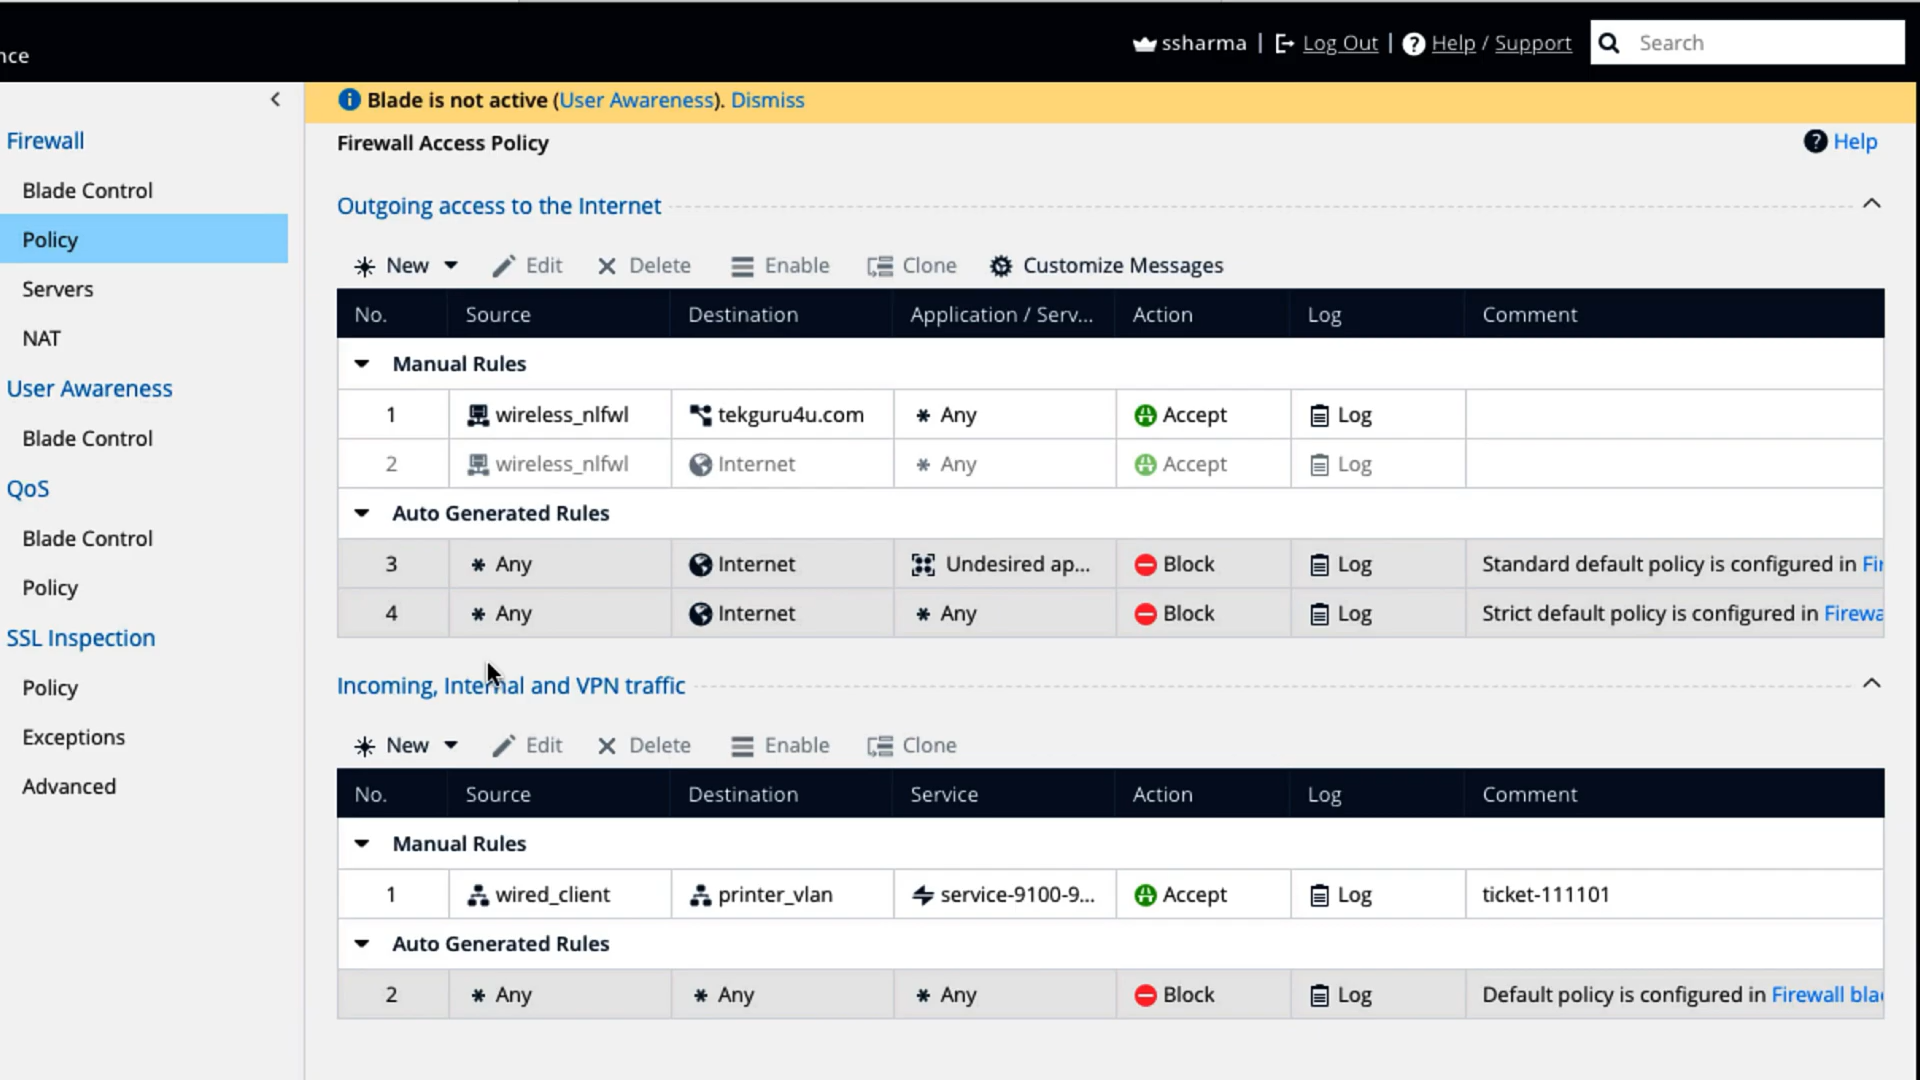 nce
ssharma | Log Out | Help / Support Search
Blade is not active (User Awareness). Dismiss
Firewall
Blade Control
Policy
Servers
NAT
User Awareness
Blade Control
QoS
Blade Control
Policy
SSL Inspection
Policy
Exceptions
Advanced
Firewall Access Policy
Help
Outgoing access to the Internet
New Edit Delete Enable Clone Customize Messages
No. Source Destination Application / Serv... Action Log Comment
Manual Rules
1 wireless_nlfwl tekguru4u.com * Any Accept Log
2 wireless_nlfwl Internet * Any Accept Log
Auto Generated Rules
3 * Any Internet Undesired ap... Block Log Standard default policy is configured in Fir
4 * Any Internet * Any Block Log Strict default policy is configured in Firewa
Incoming, Internal and VPN traffic
New Edit Delete Enable Clone
No. Source Destination Service Action Log Comment
Manual Rules
1 wired_client printer_vlan service-9100-9... Accept Log ticket-111101
Auto Generated Rules
2 * Any * Any * Any Block Log Default policy is configured in Firewall bla